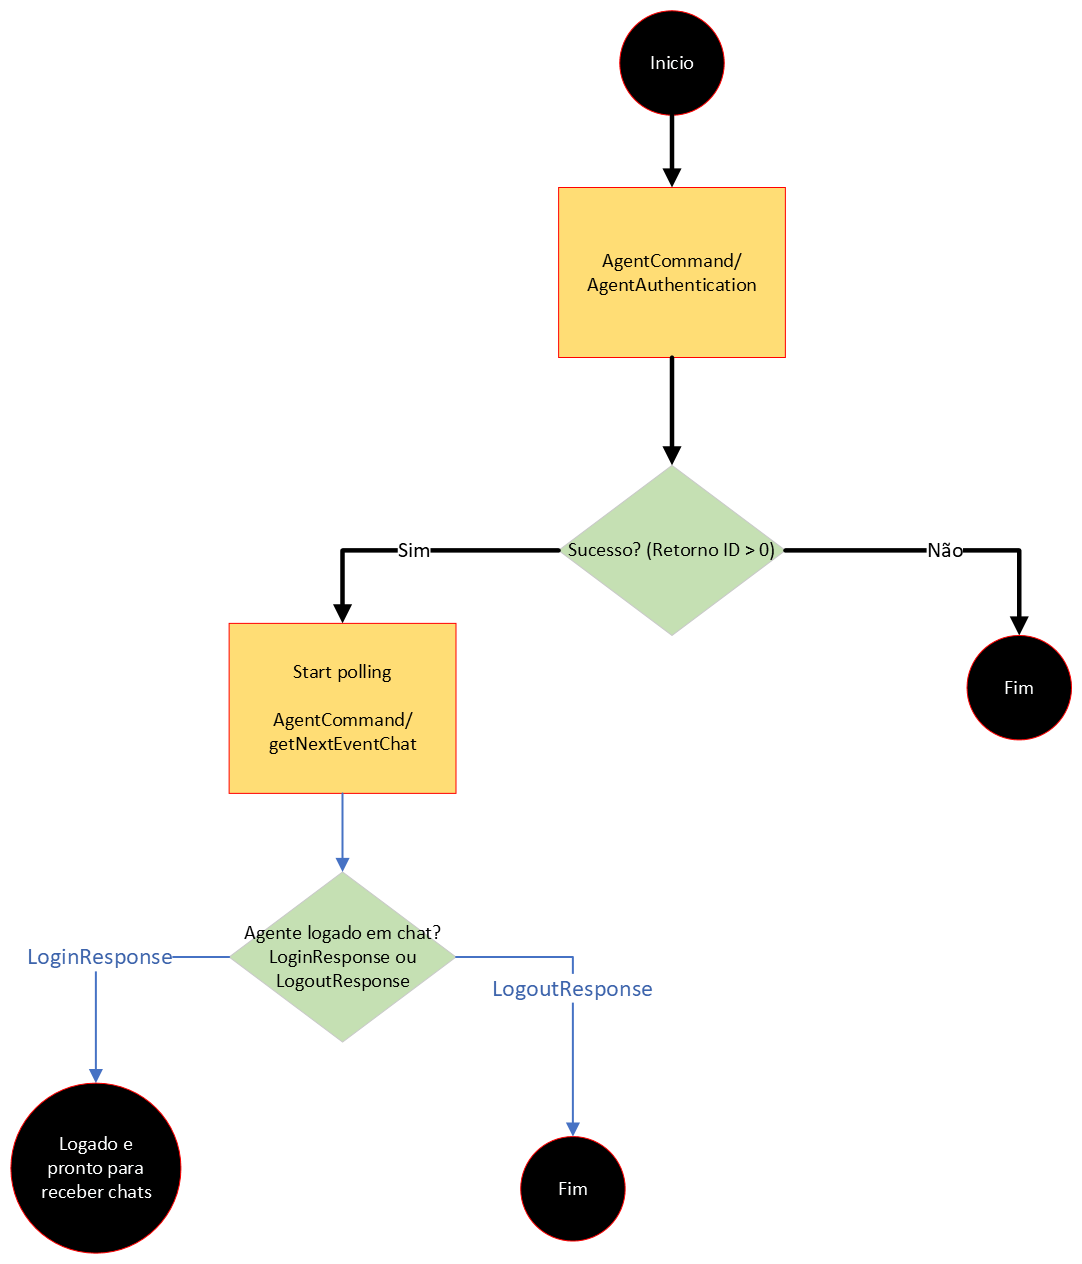 Inicio
AgentCommand/
AgentAuthentication
Sucesso? (Retorno ID > 0)
Sim
Não
Start polling
AgentCommand/
getNextEventChat
Fim
Agente logado em chat?
LoginResponse ou
LogoutResponse
LoginResponse
LogoutResponse
Logado e
pronto para
receber chats
Fim